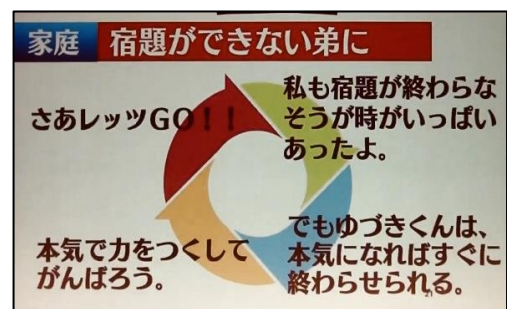 家庭 宿題ができない弟に
私も宿題が終わらな
そうが時がいっぱい
あったよ。
でもゆづきくんは、
本気になればすぐに
終わらせられる。
本気で力をつくして
がんばろう。
さあレッツGO！！